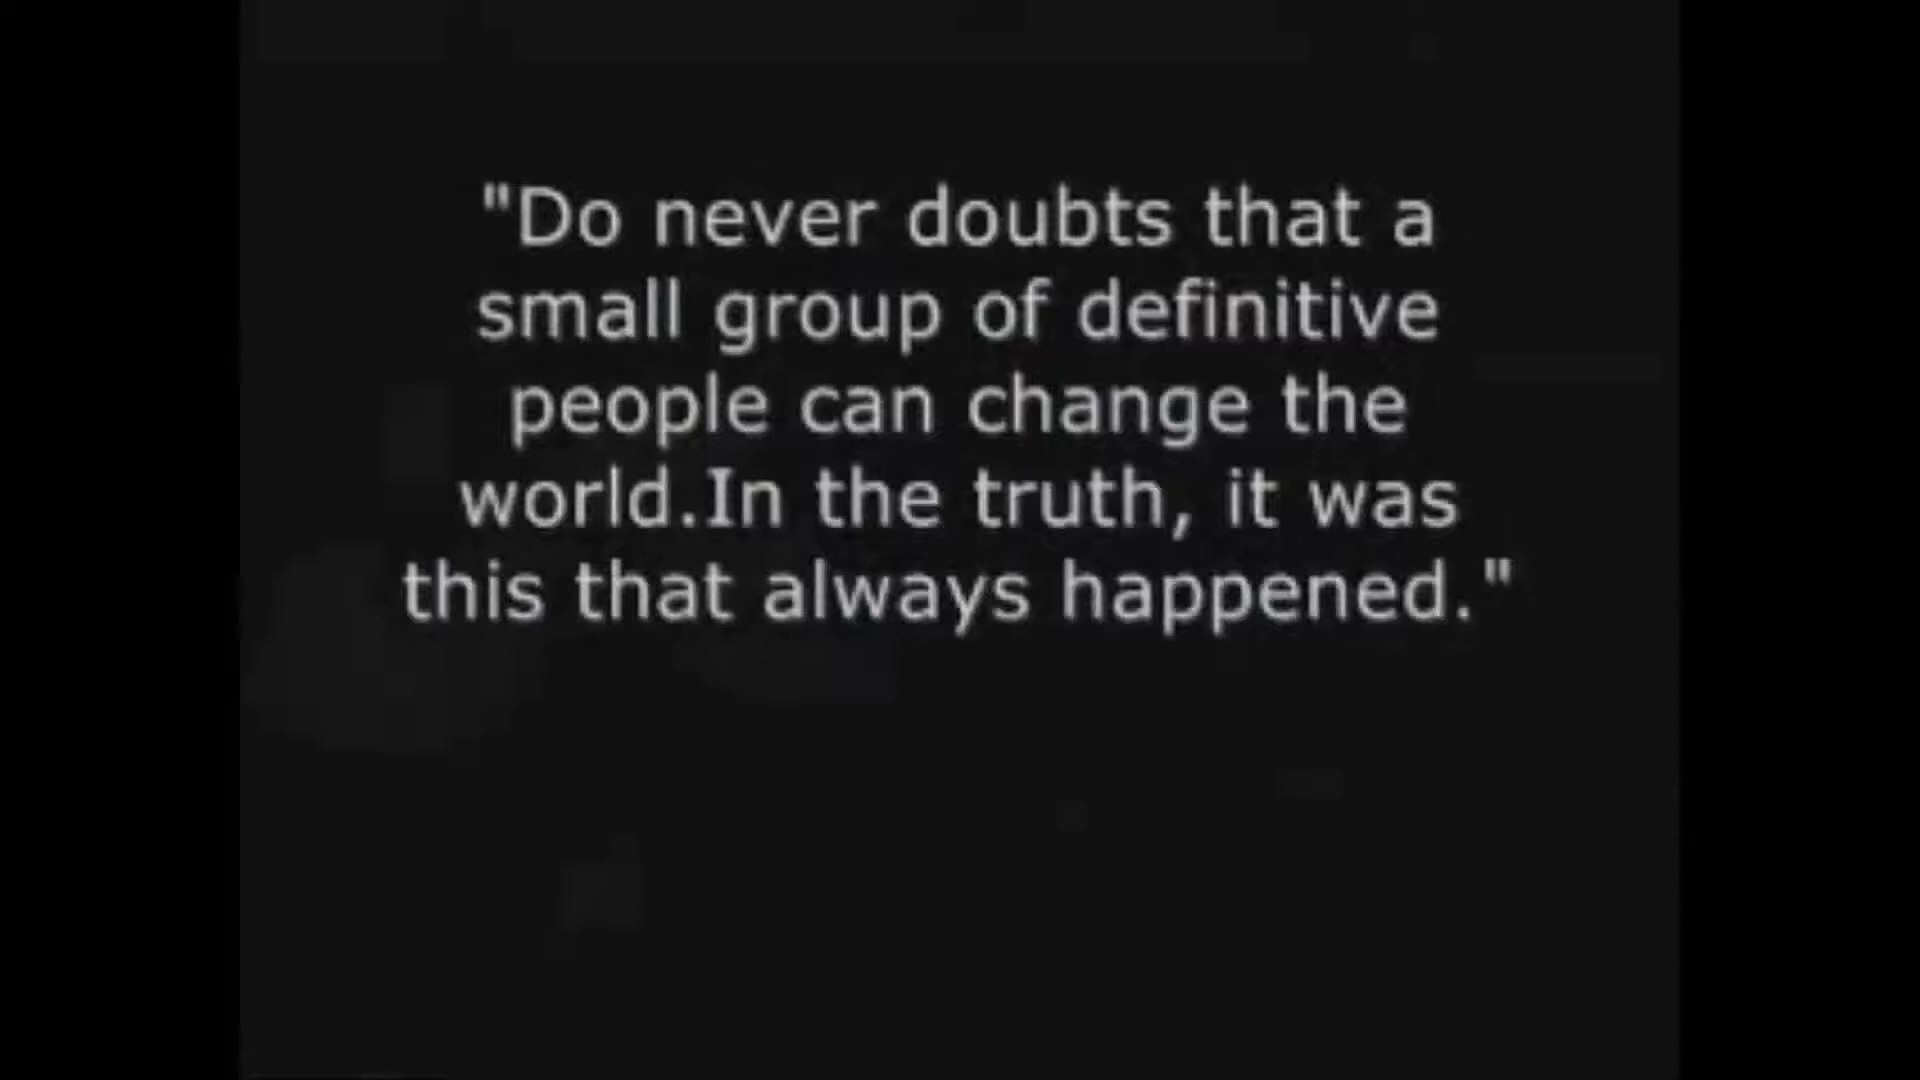 "Do never doubts that a
small group of definitive
people can change the
world.In the truth, it was
this that always happened."